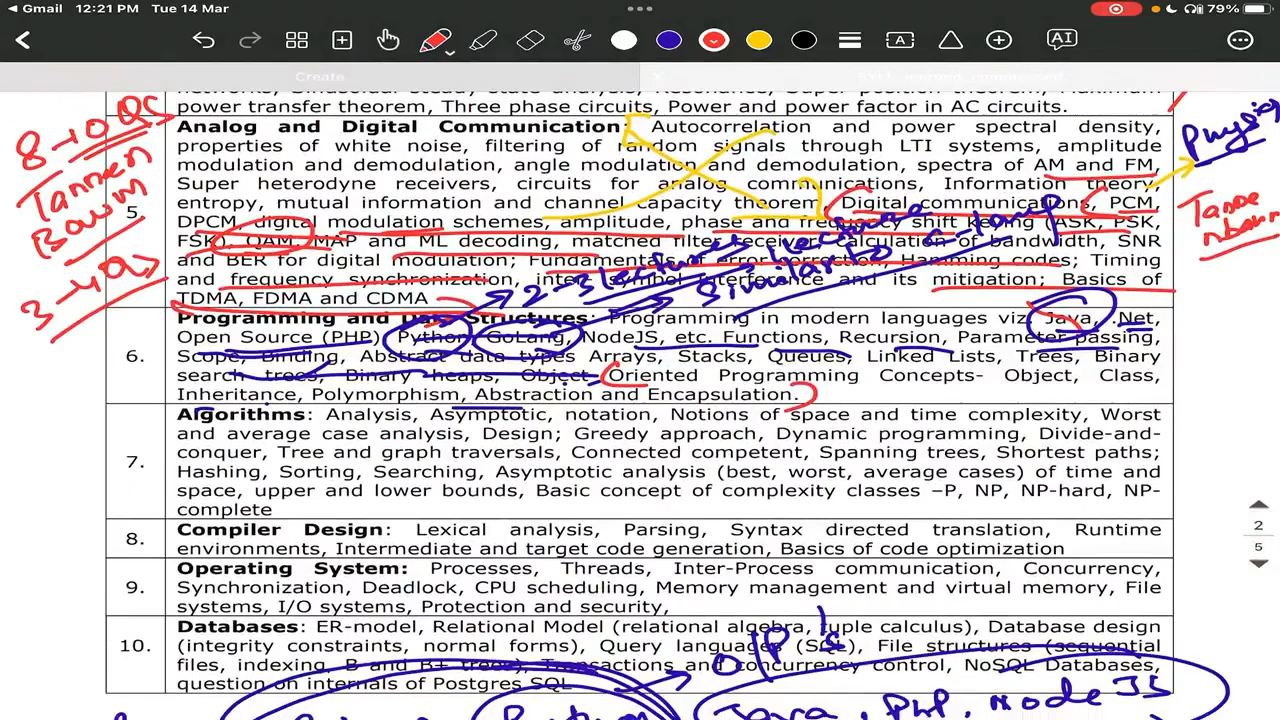 Gmail 12:21 PM Tue 14 Mar
79%
A
AI
Create
power transfer theorem, Three phase circuits, Power and power factor in AC circuits.
8-10 QS
Tannen
Bawm
3-4Q
5.
Analog and Digital Communication: Autocorrelation and power spectral density,
properties of white noise, filtering of random signals through LTI systems, amplitude
modulation and demodulation, angle modulation and demodulation, spectra of AM and FM,
Super heterodyne receivers, circuits for analog communications, Information theory,
entropy, mutual information and channel capacity theorem, Digital communications, PCM,
DPCM, digital modulation schemes, amplitude, phase and frequency shift keying (ASK, PSK,
FSK), QAM, MAP and ML decoding, matched filter receiver, calculation of bandwidth, SNR
and BER for digital modulation; Fundamentals of error correction, Hamming codes; Timing
and frequency synchronization, inter symbol interference and its mitigation; Basics of
TDMA, FDMA and CDMA
Physics
Tanne
nbawm
2-3 lectures
lecture
Similar to
6.
Programming and Data Structures: Programming in modern languages viz. Java, .Net,
Open Source (PHP) Python, GoLang, NodeJS, etc. Functions, Recursion, Parameter passing,
Scope, Binding, Abstract data types Arrays, Stacks, Queues, Linked Lists, Trees, Binary
search trees, Binary heaps, Object Oriented Programming Concepts- Object, Class,
Inheritance, Polymorphism, Abstraction and Encapsulation.
7.
Algorithms: Analysis, Asymptotic, notation, Notions of space and time complexity, Worst
and average case analysis, Design; Greedy approach, Dynamic programming, Divide-and-
conquer, Tree and graph traversals, Connected competent, Spanning trees, Shortest paths;
Hashing, Sorting, Searching, Asymptotic analysis (best, worst, average cases) of time and
space, upper and lower bounds, Basic concept of complexity classes –P, NP, NP-hard, NP-
complete
8.
Compiler Design: Lexical analysis, Parsing, Syntax directed translation, Runtime
environments, Intermediate and target code generation, Basics of code optimization
9.
Operating System: Processes, Threads, Inter-Process communication, Concurrency,
Synchronization, Deadlock, CPU scheduling, Memory management and virtual memory, File
systems, I/O systems, Protection and security,
10.
Databases: ER-model, Relational Model (relational algebra, tuple calculus), Database design
(integrity constraints, normal forms), Query languages (SQL), File structures (sequential
files, indexing, B and B+ trees), Transactions and concurrency control, NoSQL Databases,
question on internals of Postgres SQL
O/P's
Python
Java, PHP, Node JS
2
5